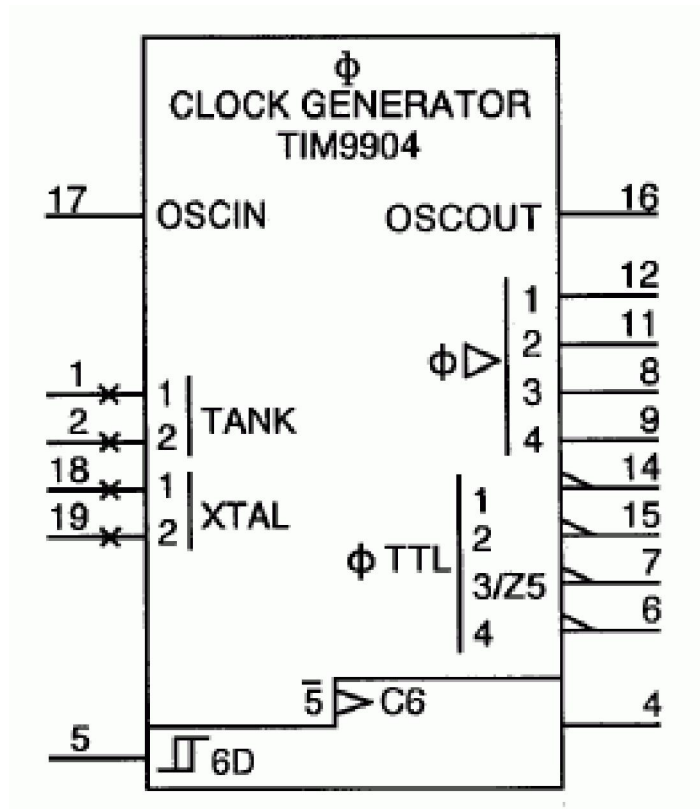 ϕ
CLOCK GENERATOR
TIM9904
17 OSCIN OSCOUT 16
1 12
2 11
ϕ▷
3 8
4 9
1 1
TANK
2 2
18 1
XTAL
19 2
1 14
2 15
ϕ TTL
3/Z5 7
4 6
5̅ C6
4
5 6D